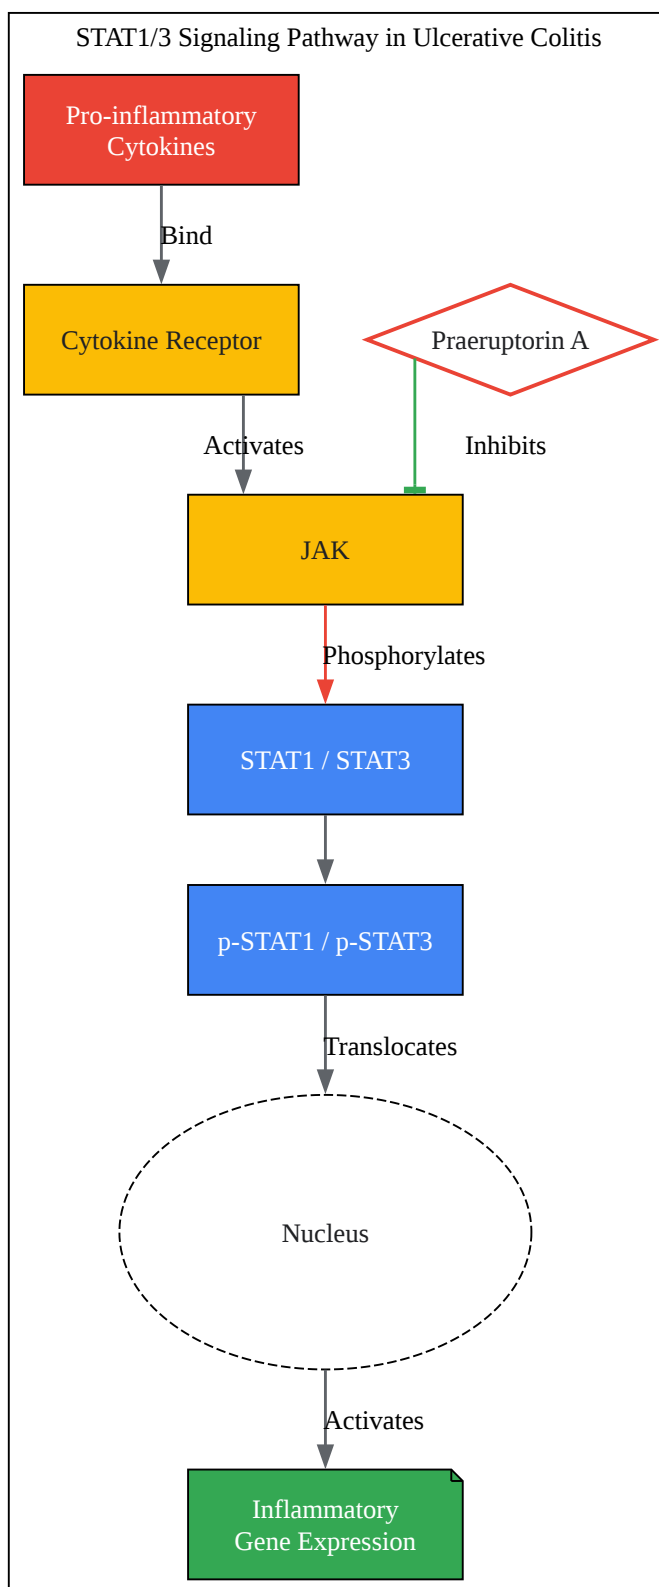 STAT1/3 Signaling Pathway in Ulcerative Colitis
Pro-inflammatory
Cytokines
Bind
Cytokine Receptor
Praeruptorin A
Activates
Inhibits
JAK
Phosphorylates
STAT1 / STAT3
p-STAT1 / p-STAT3
Translocates
Nucleus
Activates
Inflammatory
Gene Expression